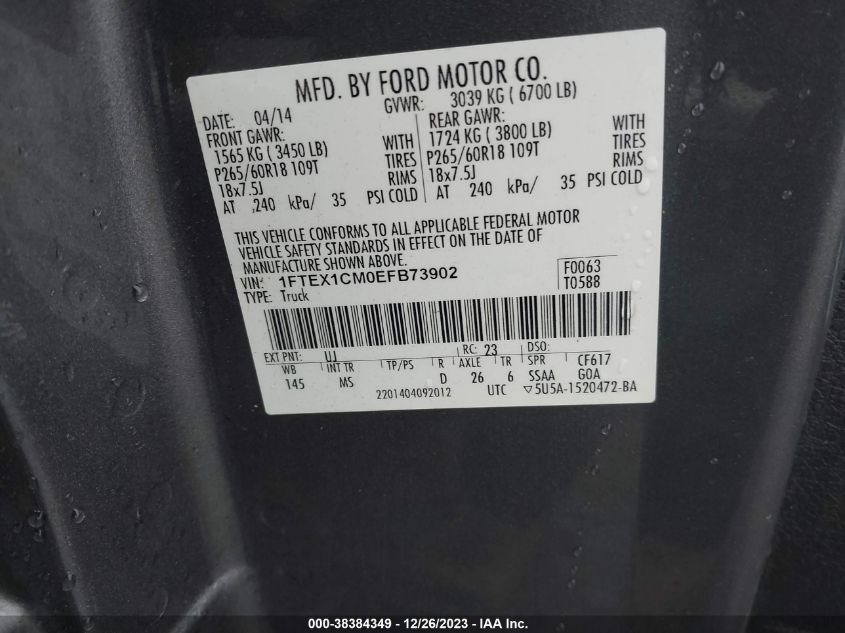 MFD. BY FORD MOTOR CO.
DATE: 04/14 GVWR: 3039 KG ( 6700 LB)
FRONT GAWR: REAR GAWR:
1565 KG ( 3450 LB) WITH 1724 KG ( 3800 LB) WITH
P265/60R18 109T TIRES P265/60R18 109T TIRES
18x7.5J RIMS 18x7.5J RIMS
AT 240 kPa/ 35 PSI COLD AT 240 kPa/ 35 PSI COLD
THIS VEHICLE CONFORMS TO ALL APPLICABLE FEDERAL MOTOR
VEHICLE SAFETY STANDARDS IN EFFECT ON THE DATE OF
MANUFACTURE SHOWN ABOVE.
VIN: 1FTEX1CM0EFB73902 F0063
TYPE: Truck T0588
EXT PNT: UJ RC: 23 DSO:
WB INT TR TP/PS R AXLE TR SPR CF617
145 MS D 26 6 SSAA GOA
2201404092012 UTC ▽5U5A-1520472-BA
000-38384349 - 12/26/2023 - IAA Inc.